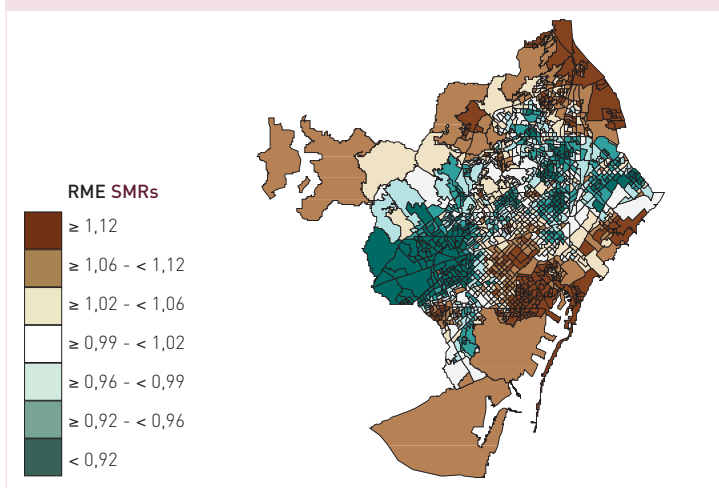 RME SMRs
≥ 1,12
≥ 1,06 - < 1,12
≥ 1,02 - < 1,06
≥ 0,99 - < 1,02
≥ 0,96 - < 0,99
≥ 0,92 - < 0,96
< 0,92